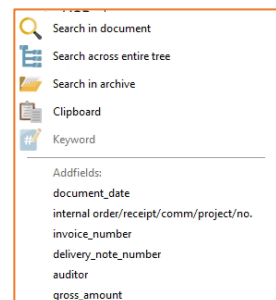 Search in document
Search across entire tree
Search in archive
Clipboard
Keyword
Addfields:
document_date
internal order/receipt/comm/project/no.
invoice_number
delivery_note_number
auditor
gross_amount